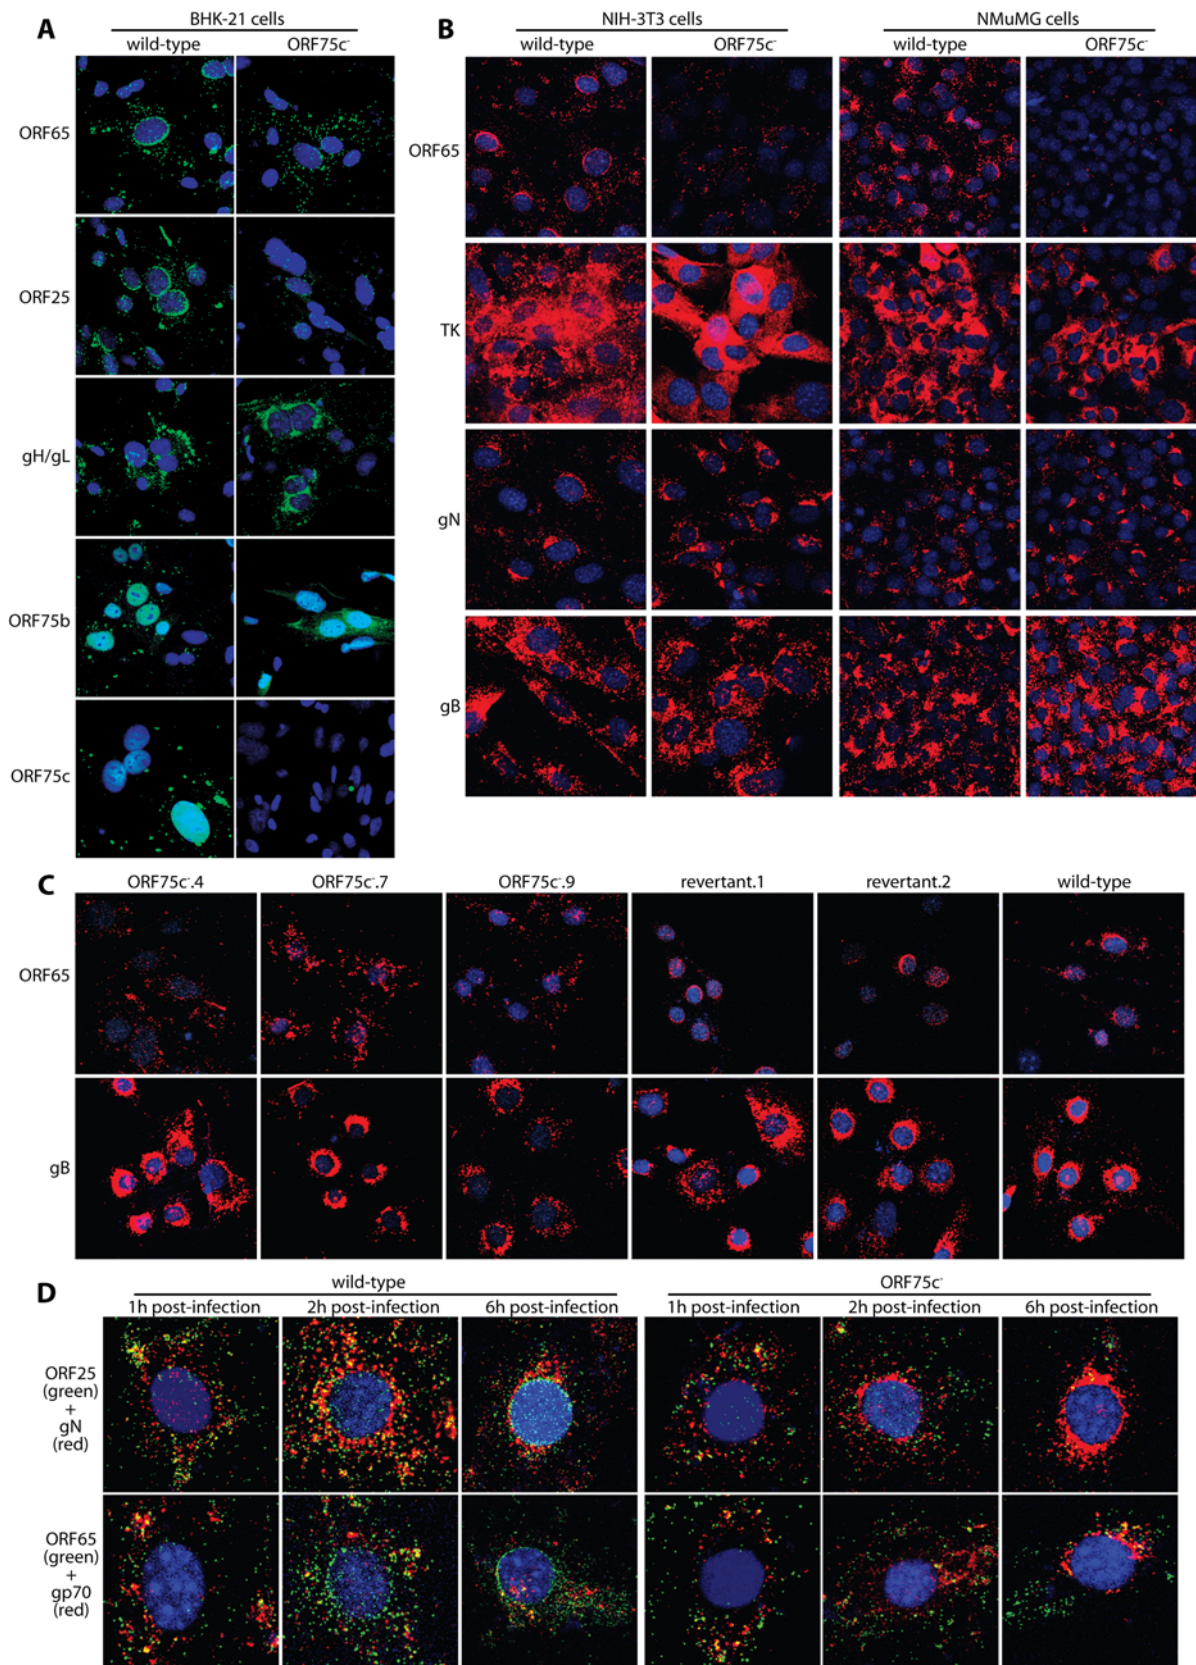 A
BHK-21 cells
wild-type ORF75c-
ORF65
ORF25
gH/gL
ORF75b
ORF75c
B
NIH-3T3 cells NMuMG cells
wild-type ORF75c- wild-type ORF75c-
ORF65
TK
gN
gB
C
ORF75c-.4 ORF75c-.7 ORF75c-.9 revertant.1 revertant.2 wild-type
ORF65
gB
D
wild-type ORF75c-
1h post-infection 2h post-infection 6h post-infection 1h post-infection 2h post-infection 6h post-infection
ORF25
(green)
+
gN
(red)
ORF65
(green)
+
gp70
(red)